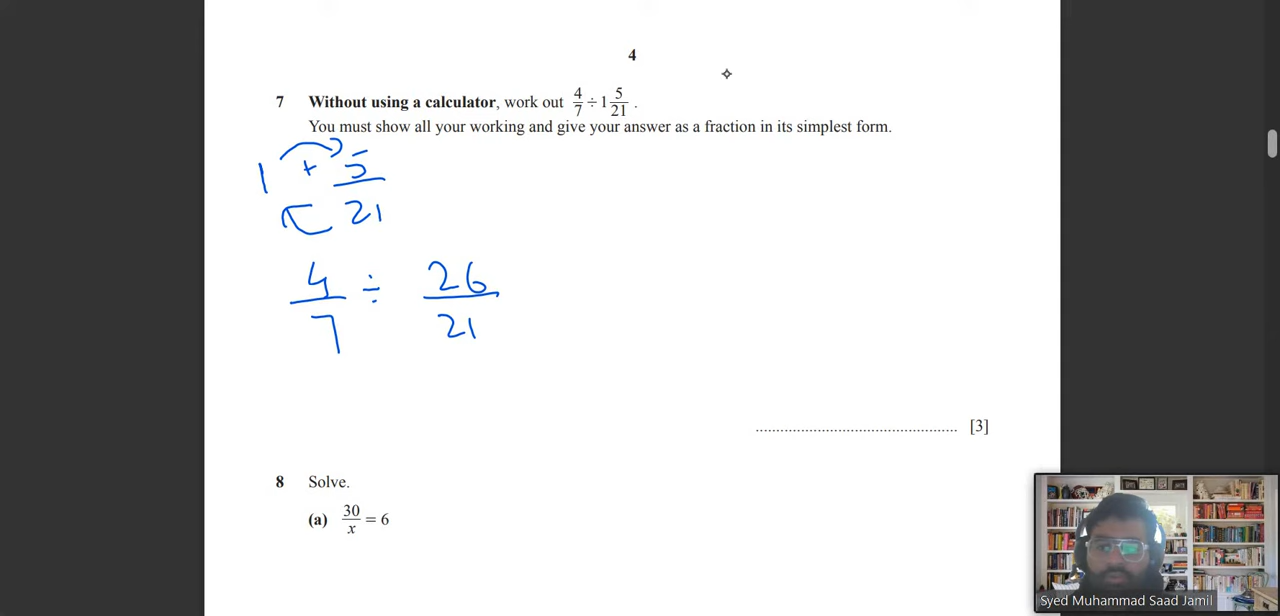 4
7 Without using a calculator, work out 4/7 ÷ 1 5/21 .
You must show all your working and give your answer as a fraction in its simplest form.
1 + 5/21
4/7 ÷ 26/21
................................................ [3]
8 Solve.
(a) 30/x = 6
Syed Muhammad Saad Jamil